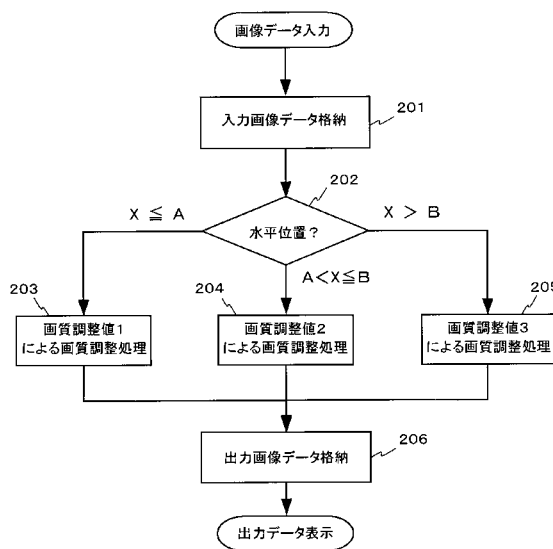 画像データ入力
201
入力画像データ格納
202
X ≦ A
水平位置?
X > B
A<X≦B
203
204
205
画質調整値1
による画質調整処理
画質調整値2
による画質調整処理
画質調整値3
による画質調整処理
206
出力画像データ格納
出力データ表示